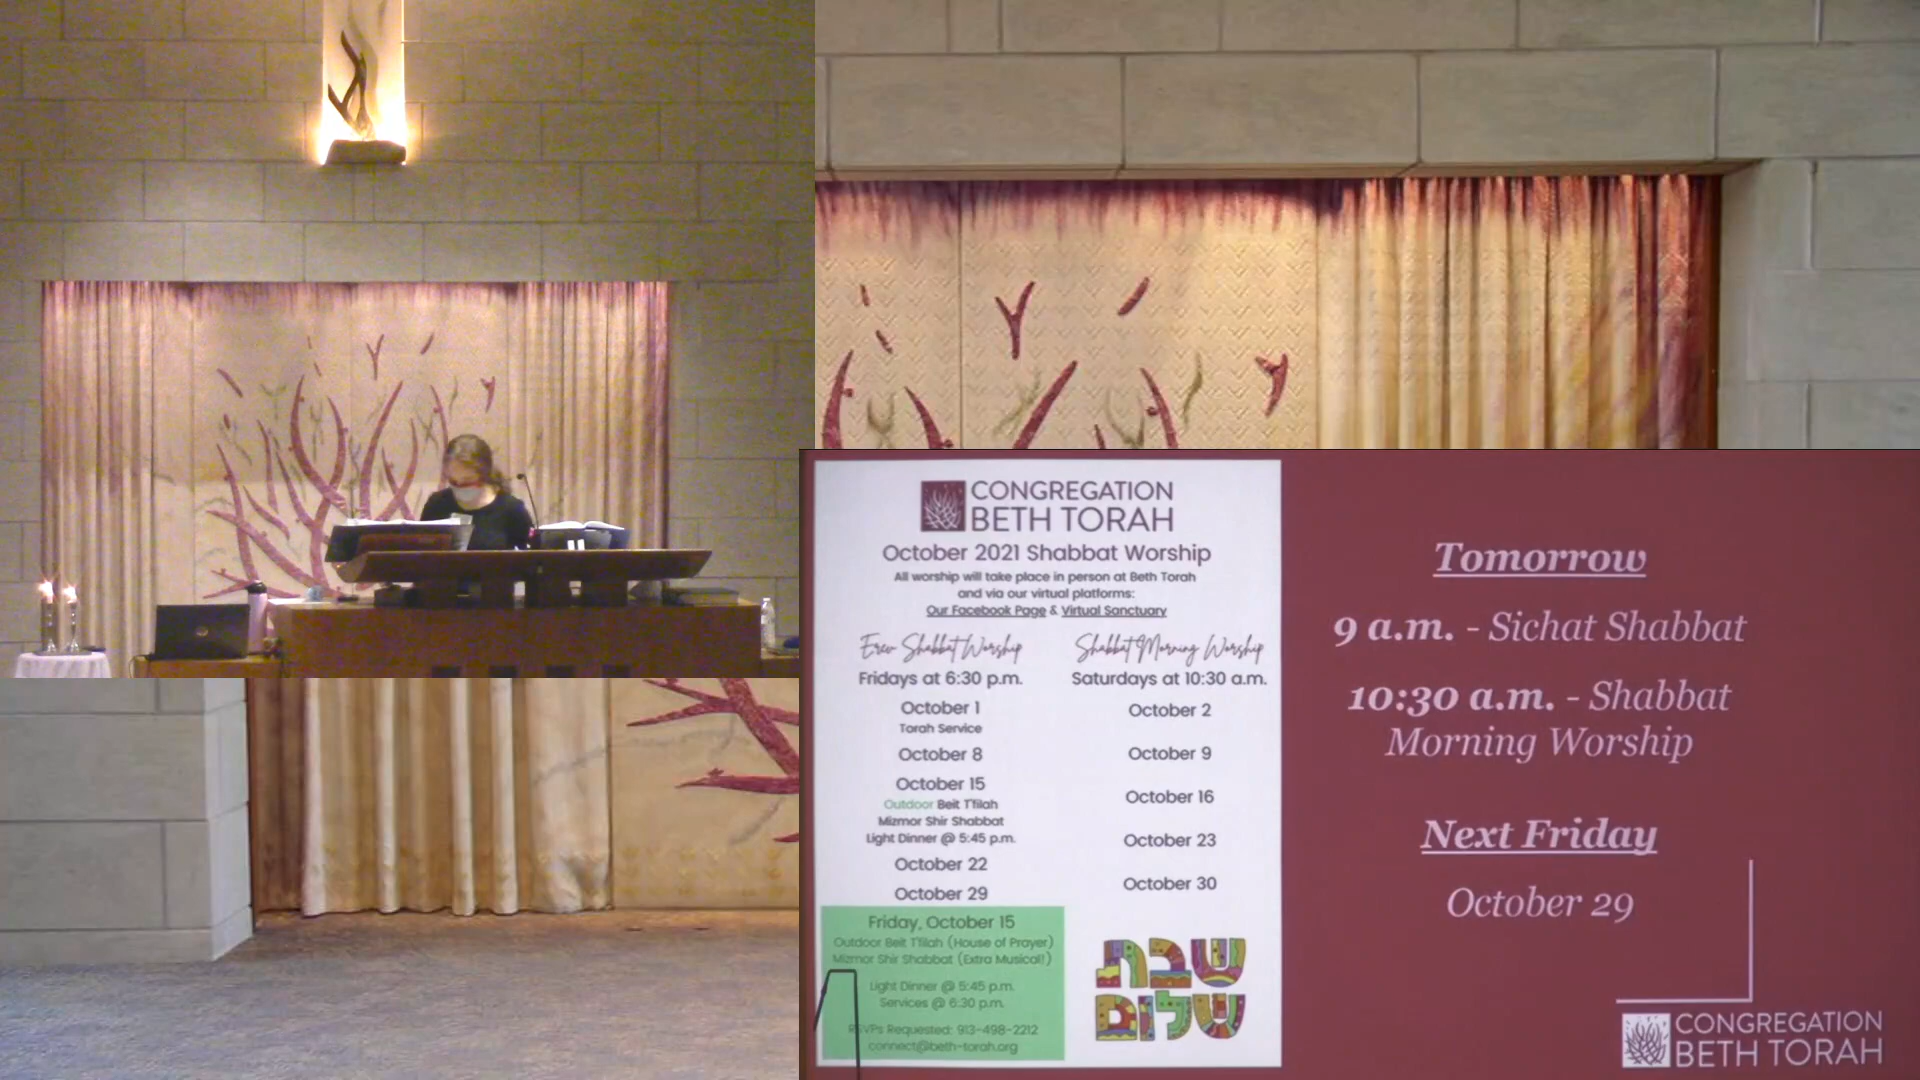 CONGREGATION
BETH TORAH
October 2021 Shabbat Worship
All worship will take place in person at Beth Torah
and via our virtual platforms:
Our Facebook Page & Virtual Sanctuary
Erev Shabbat Worship
Fridays at 6:30 p.m.
October 1
Torah Service
October 8
October 15
Outdoor Beit T'filah
Mizmor Shir Shabbat
Light Dinner @ 5:45 p.m.
October 22
October 29
Shabbat Morning Worship
Saturdays at 10:30 a.m.
October 2
October 9
October 16
October 23
October 30
Friday, October 15
Outdoor Beit T'filah (House of Prayer)
Mizmor Shir Shabbat (Extra Musical!)
Light Dinner @ 5:45 p.m.
Services @ 6:30 p.m.
RSVPs Requested: 913-498-2212
connect@beth-torah.org
שבת
שלום
Tomorrow
9 a.m. - Sichat Shabbat
10:30 a.m. - Shabbat
Morning Worship
Next Friday
October 29
CONGREGATION
BETH TORAH